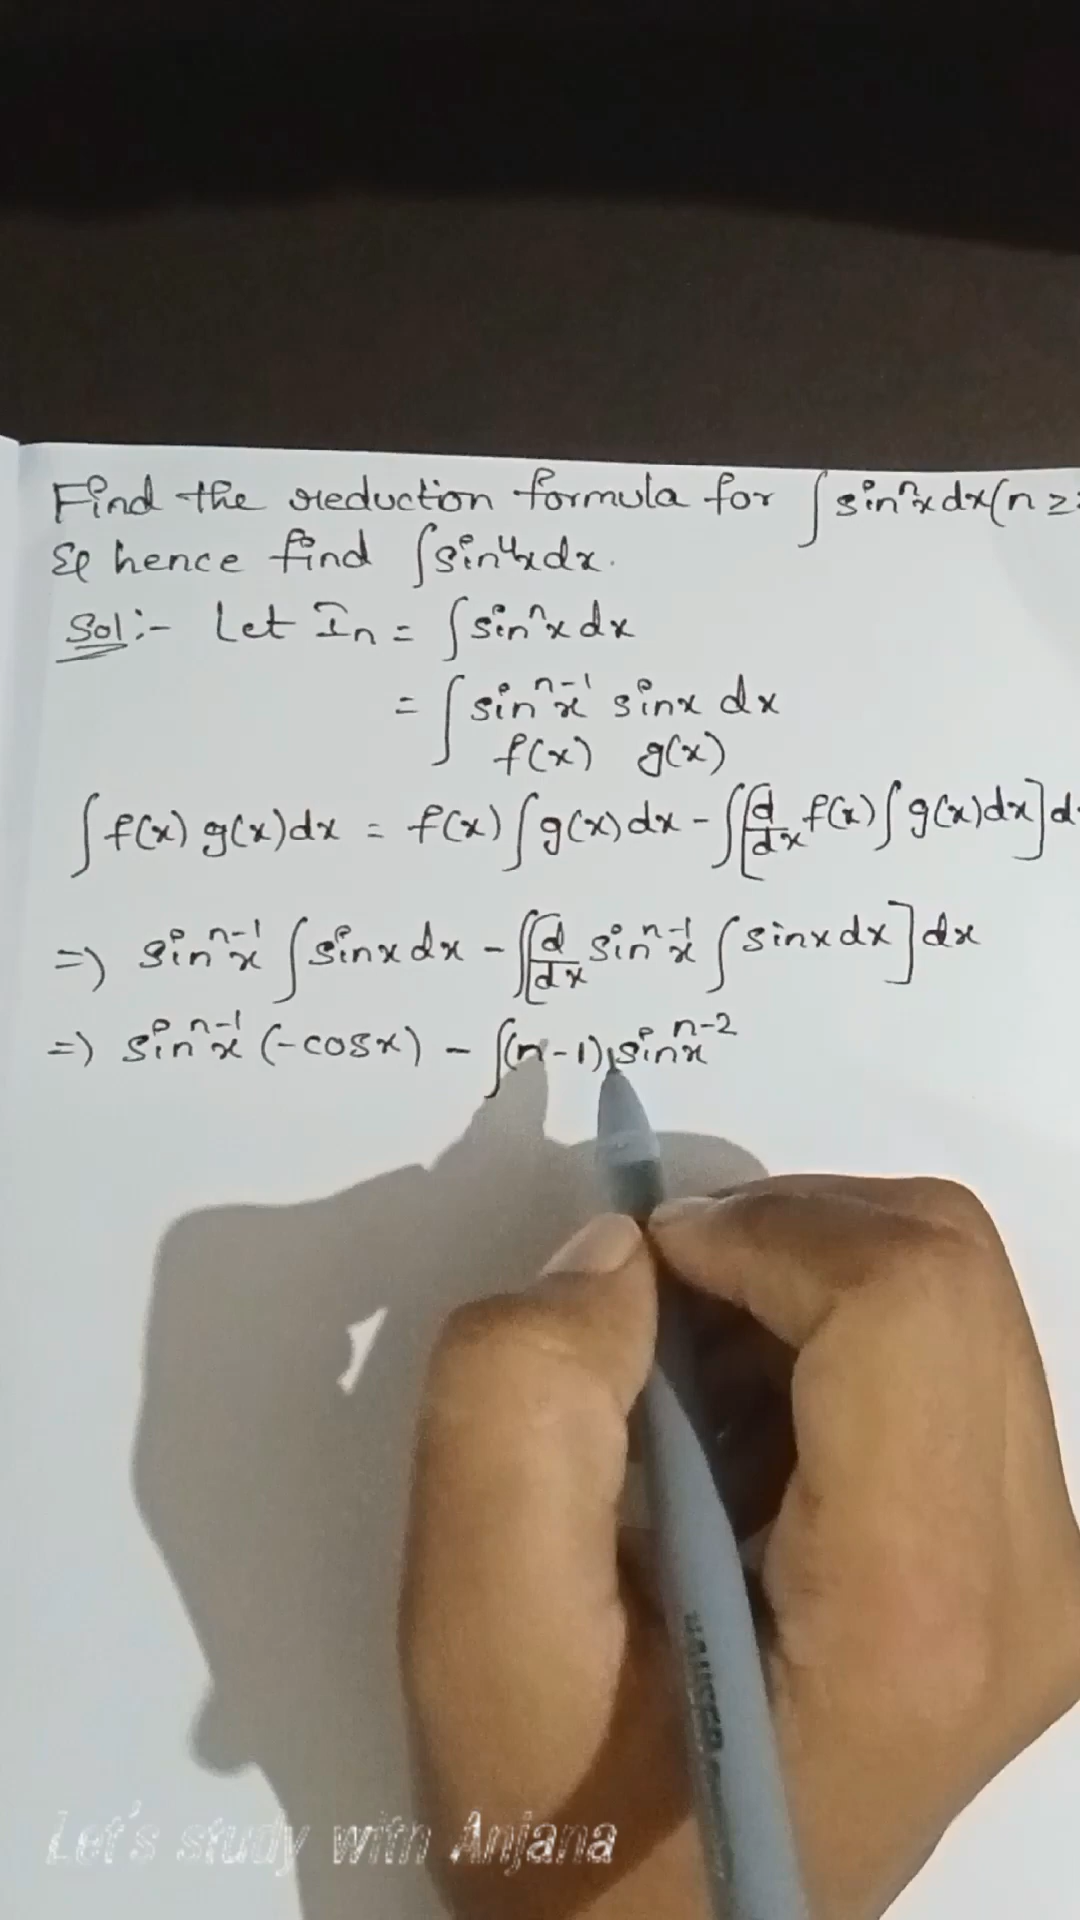 Find the reduction formula for ∫ sinⁿx dx (n ≥
& hence find ∫ sin⁴x dx.
Sol:- Let Iₙ = ∫ sinⁿx dx
= ∫ sinⁿ⁻¹x sinx dx
f(x) g(x)
∫ f(x) g(x) dx = f(x) ∫ g(x) dx - ∫[d/dx f(x) ∫ g(x) dx] d
=> sinⁿ⁻¹x ∫ sinx dx - ∫[d/dx sinⁿ⁻¹x ∫ sinx dx] dx
=> sinⁿ⁻¹x (-cosx) - ∫(n-1) sinⁿ⁻²x
Let's study with Anjana